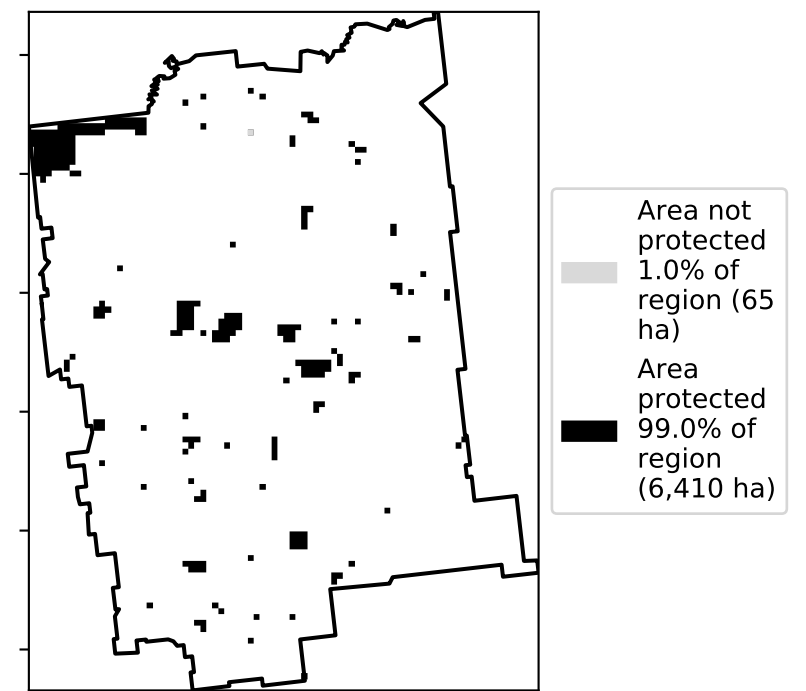 Area not
protected
1.0% of
region (65
ha)
Area
protected
99.0% of
region
(6,410 ha)